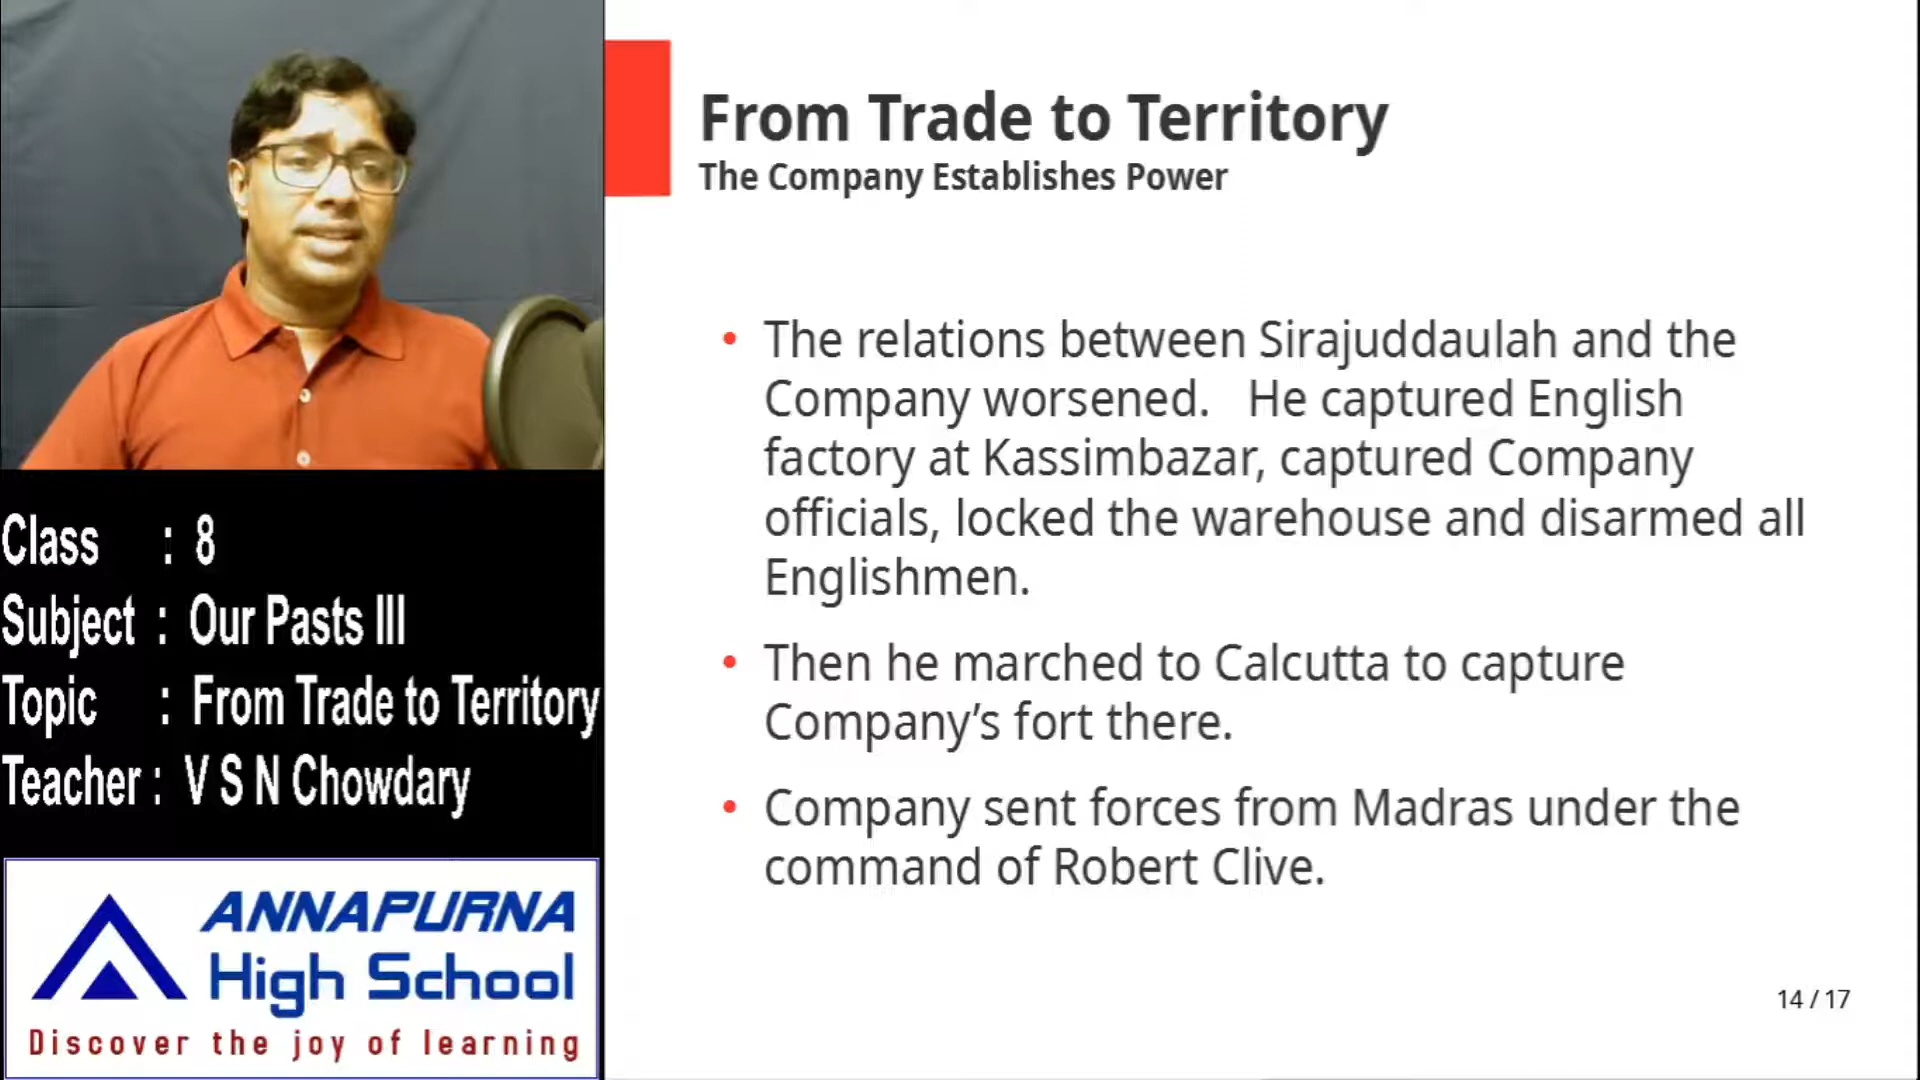 From Trade to Territory
The Company Establishes Power
• The relations between Sirajuddaulah and the
Company worsened. He captured English
factory at Kassimbazar, captured Company
officials, locked the warehouse and disarmed all
Englishmen.
• Then he marched to Calcutta to capture
Company’s fort there.
• Company sent forces from Madras under the
command of Robert Clive.
14 / 17
Class : 8
Subject : Our Pasts III
Topic : From Trade to Territory
Teacher : V S N Chowdary
ANNAPURNA
High School
Discover the joy of learning